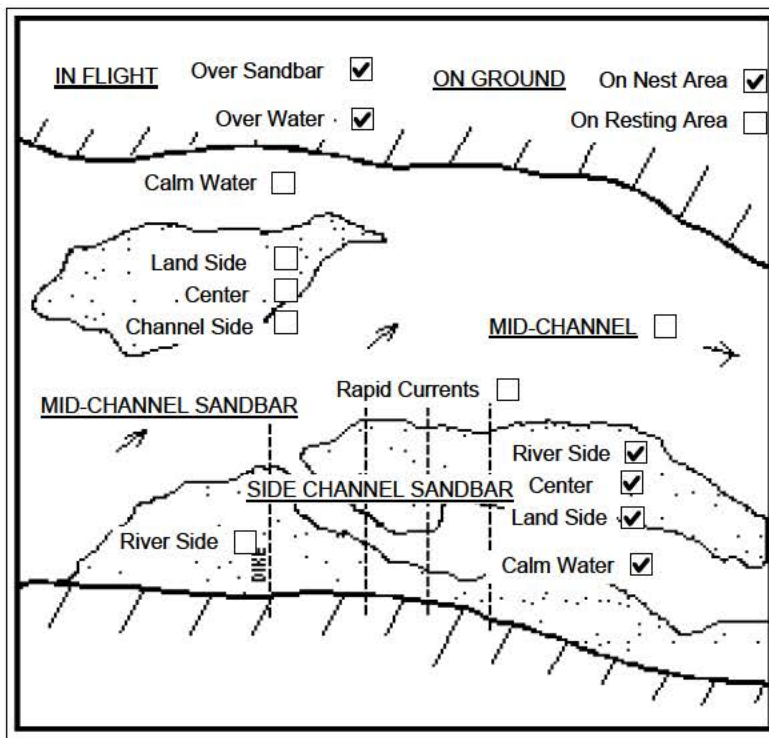 IN FLIGHT Over Sandbar ON GROUND On Nest Area
Over Water On Resting Area
Calm Water
Land Side
Center
Channel Side
MID-CHANNEL
Rapid Currents
MID-CHANNEL SANDBAR
River Side
SIDE CHANNEL SANDBAR Center
Land Side
River Side
DIKE
Calm Water